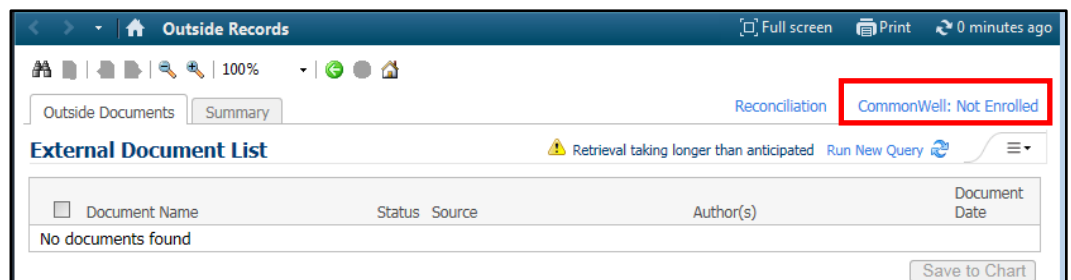 Outside Records Full screen Print 0 minutes ago
100%
Outside Documents Summary Reconciliation CommonWell: Not Enrolled
External Document List Retrieval taking longer than anticipated Run New Query
Document Name Status Source Author(s) Document Date
No documents found
Save to Chart